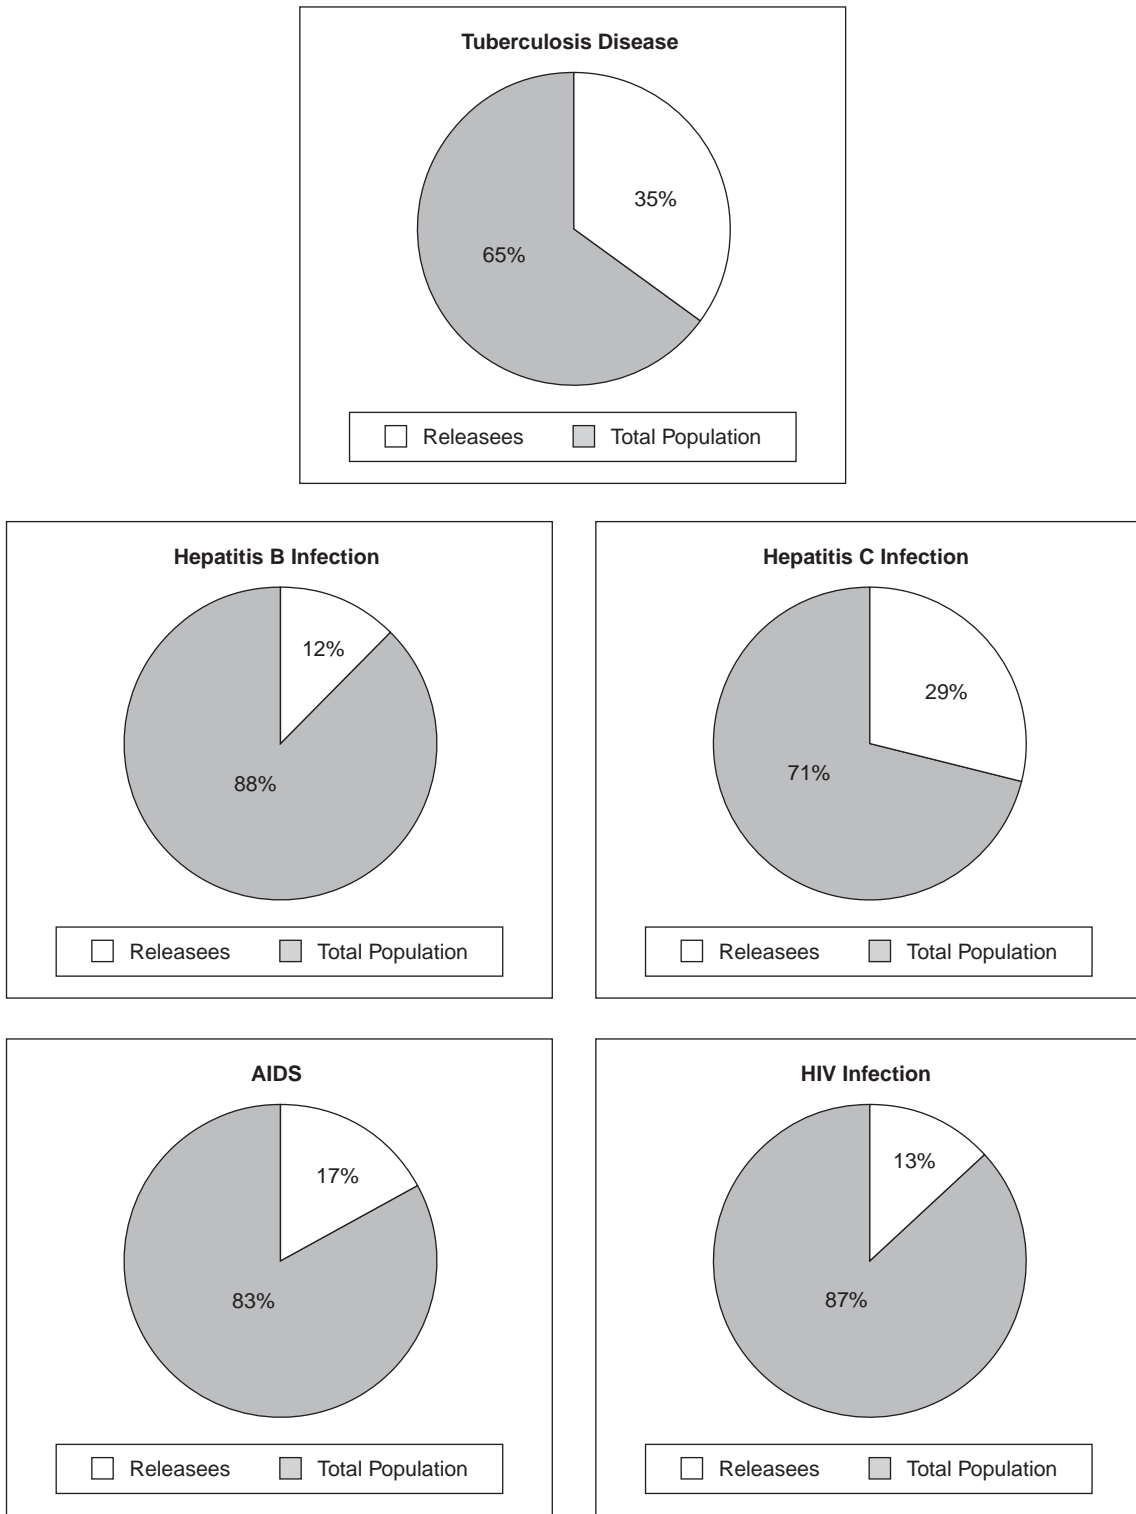 Tuberculosis Disease
35%
65%
Releasees Total Population
Hepatitis B Infection
12%
88%
Releasees Total Population
Hepatitis C Infection
29%
71%
Releasees Total Population
AIDS
17%
83%
Releasees Total Population
HIV Infection
13%
87%
Releasees Total Population